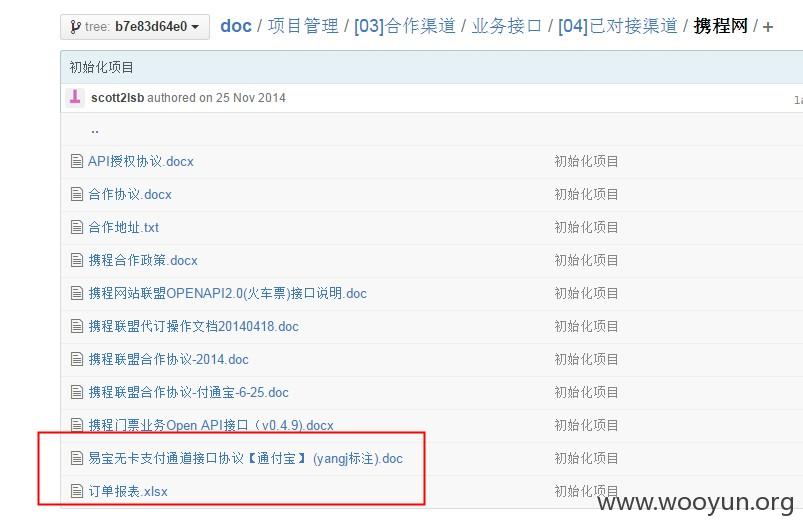 tree: b7e83d64e0 doc / 项目管理 / [03]合作渠道 / 业务接口 / [04]已对接渠道 / 携程网 / +
初始化项目
scott2lsb authored on 25 Nov 2014 1a
..
API授权协议.docx 初始化项目
合作协议.docx 初始化项目
合作地址.txt 初始化项目
携程合作政策.docx 初始化项目
携程网站联盟OPENAPI2.0(火车票)接口说明.doc 初始化项目
携程联盟代订操作文档20140418.doc 初始化项目
携程联盟合作协议-2014.doc 初始化项目
携程联盟合作协议-付通宝-6-25.doc 初始化项目
携程门票业务Open API接口（v0.4.9).docx 初始化项目
易宝无卡支付通道接口协议【通付宝】(yangj标注).doc 初始化项目
订单报表.xlsx 初始化项目
www.wooyun.org